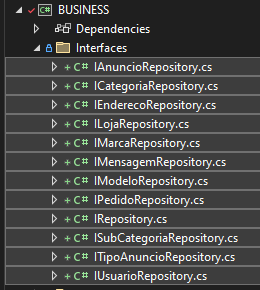 BUSINESS
Dependencies
Interfaces
+ C# IAnuncioRepository.cs
+ C# ICategoriaRepository.cs
+ C# IEnderecoRepository.cs
+ C# ILojaRepository.cs
+ C# IMarcaRepository.cs
+ C# IMensagemRepository.cs
+ C# IModeloRepository.cs
+ C# IPedidoRepository.cs
+ C# IRepository.cs
+ C# ISubCategoriaRepository.cs
+ C# ITipoAnuncioRepository.cs
+ C# IUsuarioRepository.cs